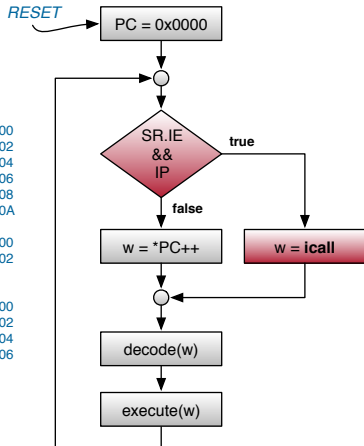 RESET
PC = 0x0000
SR.IE
&&
IP
true
false
00
02
04
06
08
0A
00
02
w = *PC++
w = icall
00
02
04
06
decode(w)
execute(w)